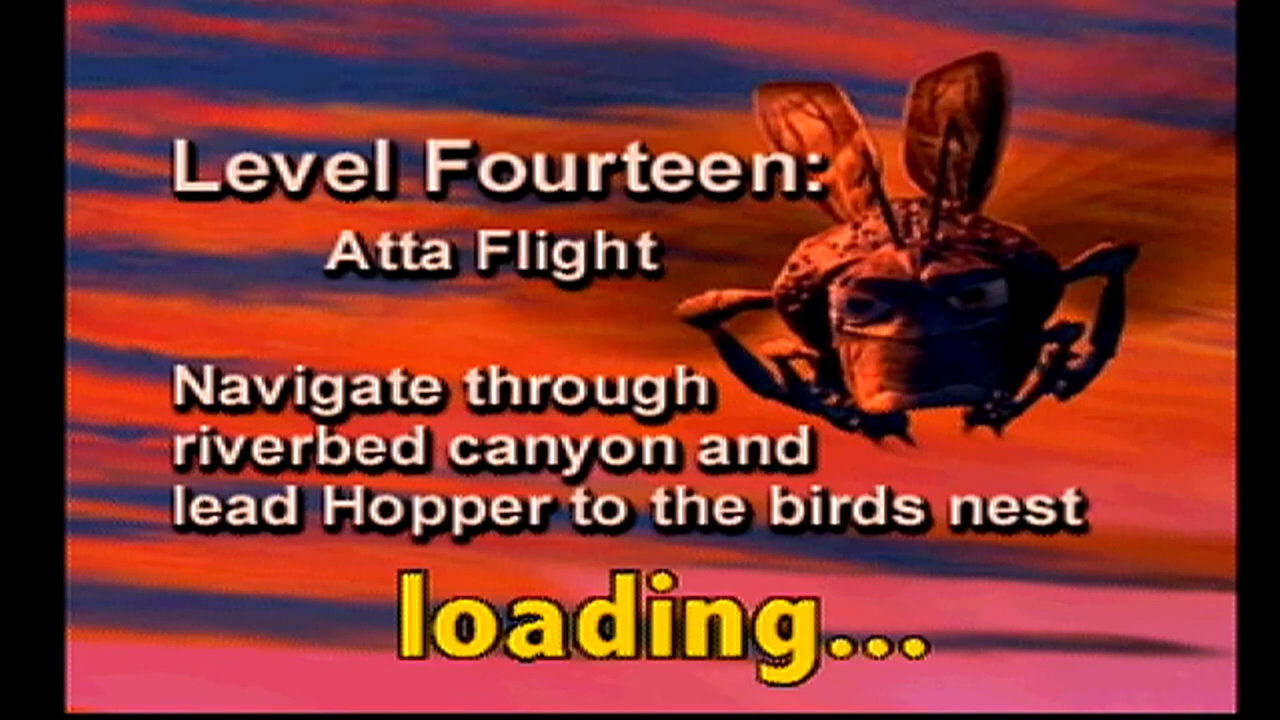 Level Fourteen:
Atta Flight
Navigate through
riverbed canyon and
lead Hopper to the birds nest
loading...